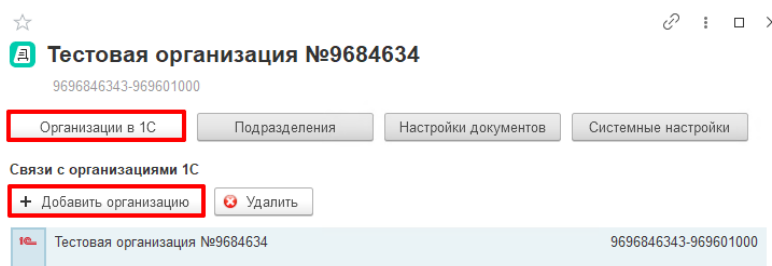 Тестовая организация №9684634
9696846343-969601000
Организации в 1С Подразделения Настройки документов Системные настройки
Связи с организациями 1С
+ Добавить организацию Удалить
1С Тестовая организация №9684634 9696846343-969601000